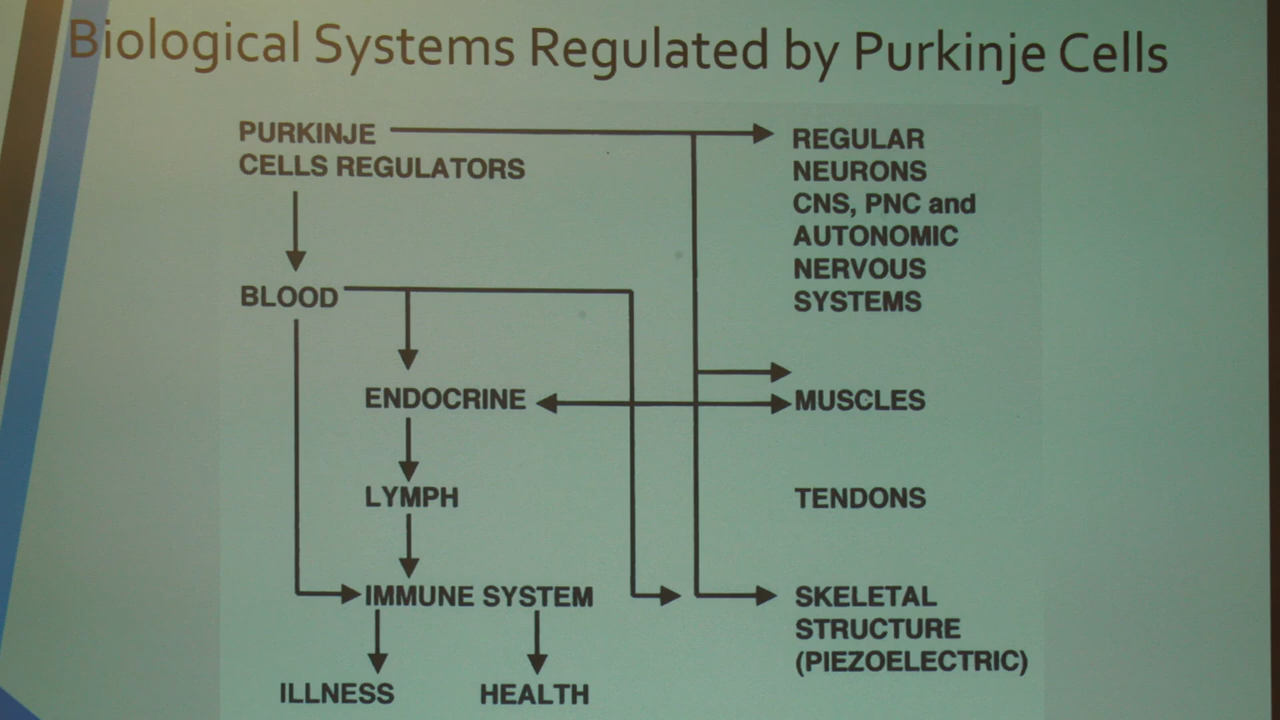 Biological Systems Regulated by Purkinje Cells
PURKINJE
CELLS REGULATORS
REGULAR
NEURONS
CNS, PNC and
AUTONOMIC
NERVOUS
SYSTEMS
BLOOD
ENDOCRINE
MUSCLES
LYMPH
TENDONS
IMMUNE SYSTEM
SKELETAL
STRUCTURE
(PIEZOELECTRIC)
ILLNESS
HEALTH